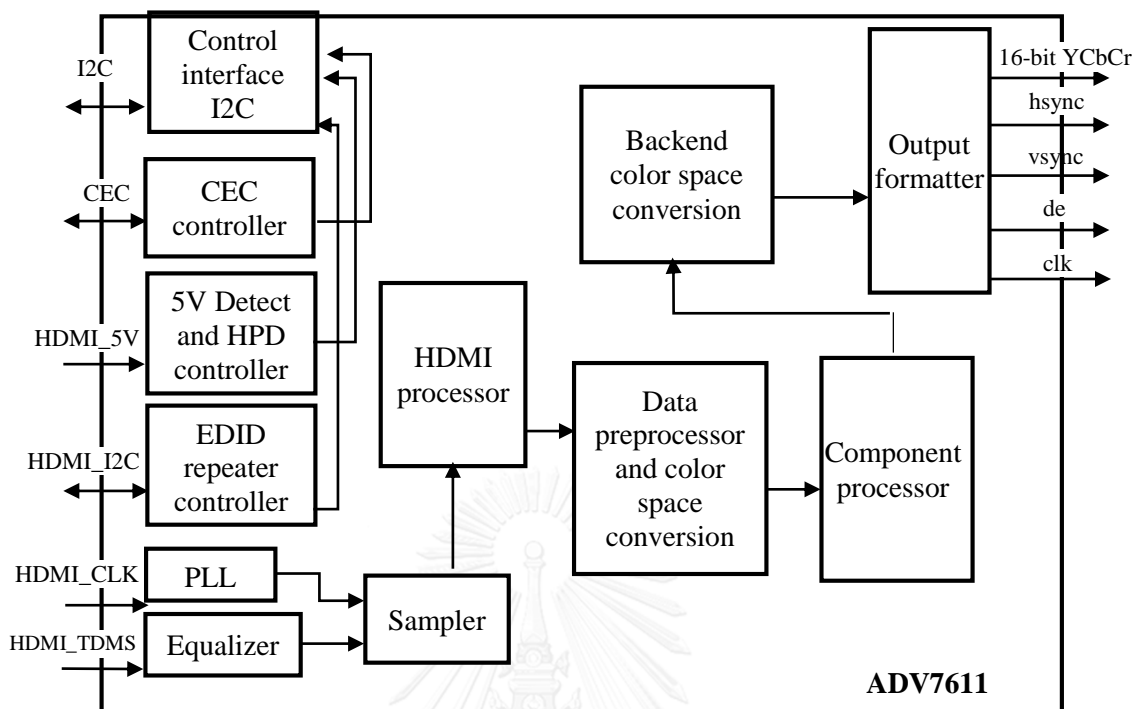 I2C
Control
interface
I2C
CEC
CEC
controller
HDMI_5V
5V Detect
and HPD
controller
HDMI_I2C
EDID
repeater
controller
HDMI_CLK
PLL
HDMI_TDMS
Equalizer
Sampler
HDMI
processor
Data
preprocessor
and color
space
conversion
Component
processor
Backend
color space
conversion
Output
formatter
16-bit YCbCr
hsync
vsync
de
clk
ADV7611